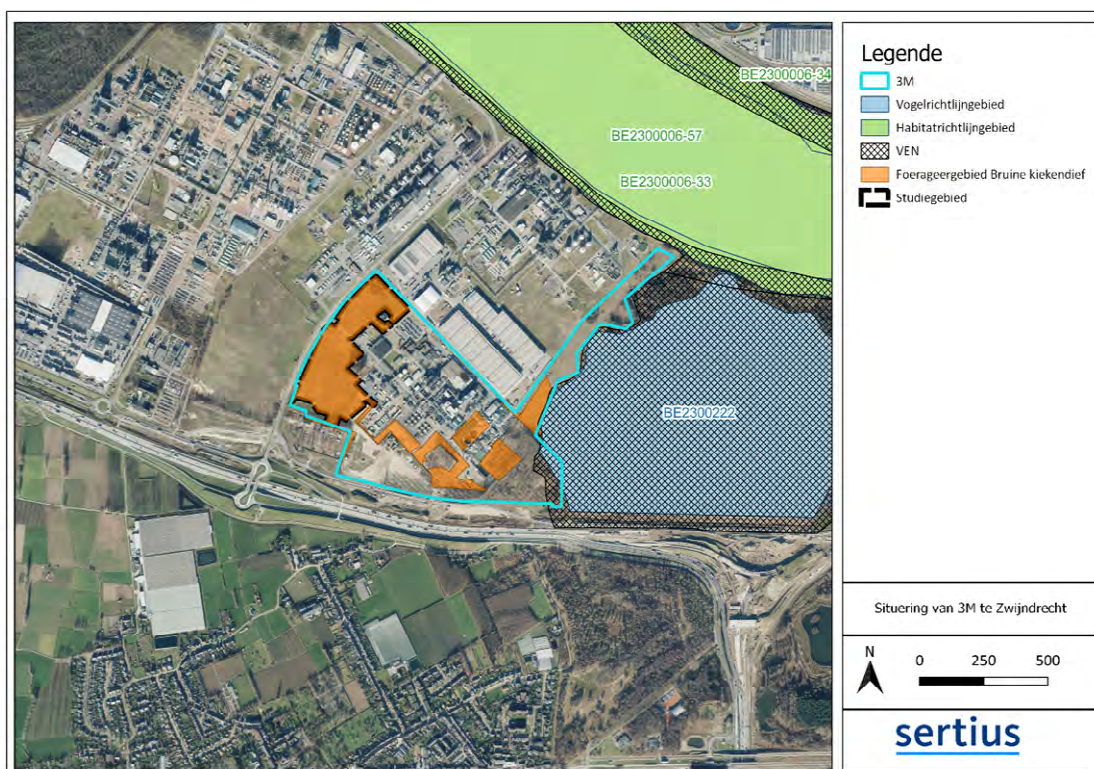 BE2300006-34
BE2300006-57
BE2300006-33
BE2300222
Legende
3M
Vogelrichtlijngebied
Habitatrichtlijngebied
VEN
Foerageergebied Bruine kiekendief
Studiegebied
Situering van 3M te Zwijndrecht
N
0 250 500
sertius